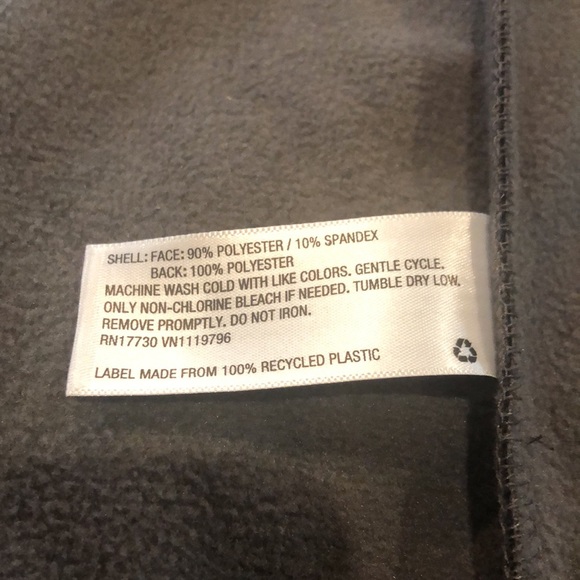 SHELL: FACE: 90% POLYESTER / 10% SPANDEX
BACK: 100% POLYESTER
MACHINE WASH COLD WITH LIKE COLORS. GENTLE CYCLE.
ONLY NON-CHLORINE BLEACH IF NEEDED. TUMBLE DRY LOW.
REMOVE PROMPTLY. DO NOT IRON.
RN17730 VN1119796
LABEL MADE FROM 100% RECYCLED PLASTIC